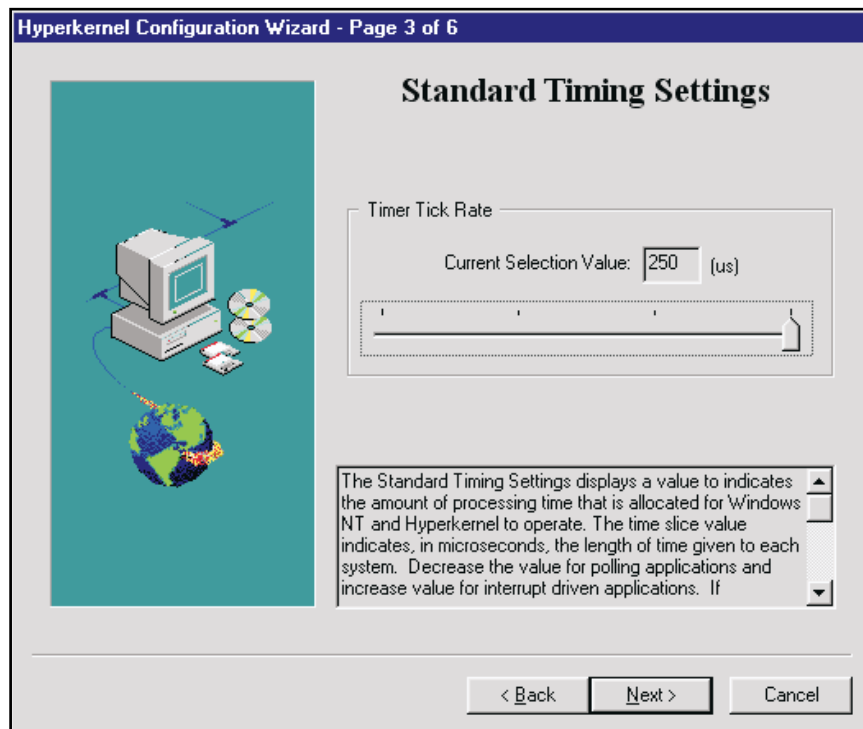 Hyperkernel Configuration Wizard - Page 3 of 6
Standard Timing Settings
Timer Tick Rate
Current Selection Value: 250 (us)
The Standard Timing Settings displays a value to indicates
the amount of processing time that is allocated for Windows
NT and Hyperkernel to operate. The time slice value
indicates, in microseconds, the length of time given to each
system. Decrease the value for polling applications and
increase value for interrupt driven applications. If
< Back Next > Cancel